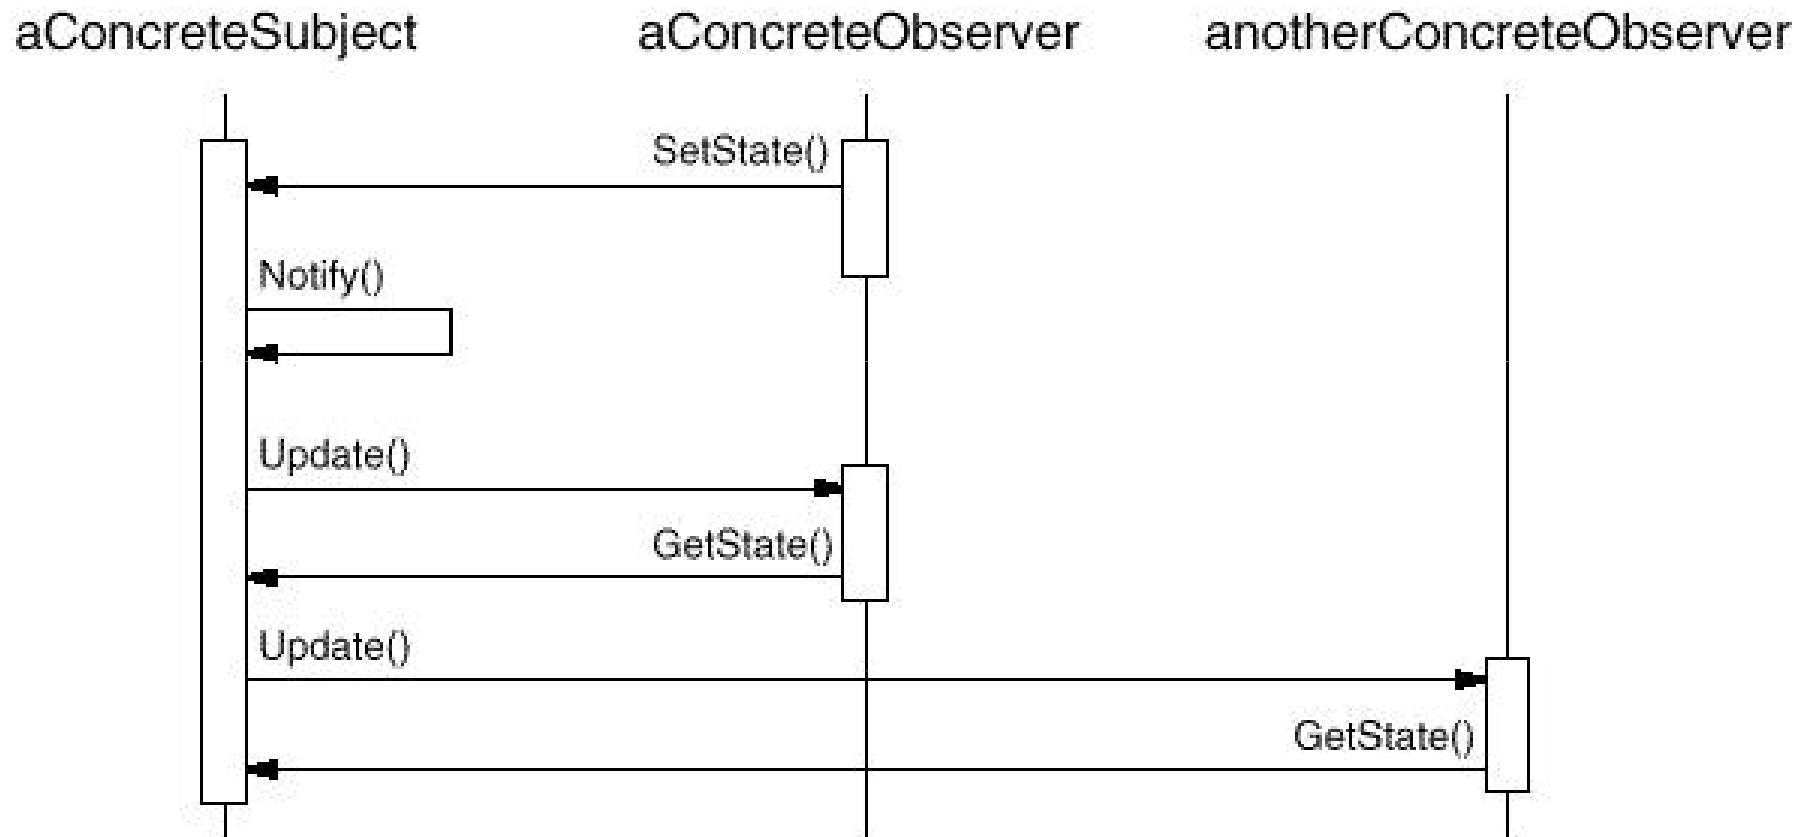 aConcreteSubject aConcreteObserver anotherConcreteObserver
SetState()
Notify()
Update()
GetState()
Update()
GetState()